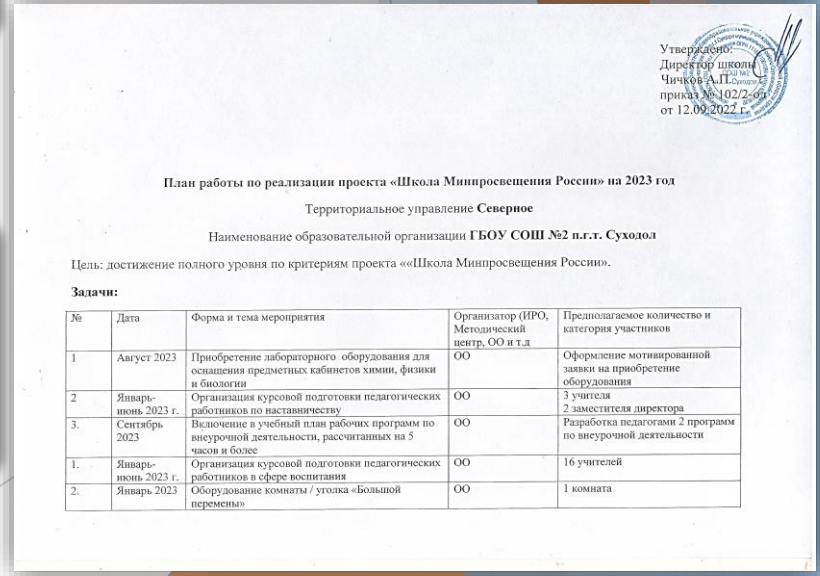 Утверждено:
Директор школы
Чичков А.П.
приказ № 102/2-од
от 12.09.2022 г.
План работы по реализации проекта «Школа Минпросвещения России» на 2023 год
Территориальное управление Северное
Наименование образовательной организации ГБОУ СОШ №2 п.г.т. Суходол
Цель: достижение полного уровня по критериям проекта ««Школа Минпросвещения России».
Задачи:
№ Дата Форма и тема мероприятия Организатор (ИРО, Предполагаемое количество и
Методический категория участников
центр, ОО и т.д
1 Август 2023 Приобретение лабораторного оборудования для ОО Оформление мотивированной
оснащения предметных кабинетов химии, физики заявки на приобретение
и биологии оборудования
2 Январь- Организация курсовой подготовки педагогических ОО 3 учителя
июнь 2023 г. работников по наставничеству 2 заместителя директора
3. Сентябрь Включение в учебный план рабочих программ по ОО Разработка педагогами 2 программ
2023 внеурочной деятельности, рассчитанных на 5 по внеурочной деятельности
часов и более
1. Январь- Организация курсовой подготовки педагогических ОО 16 учителей
июнь 2023 г. работников в сфере воспитания
2. Январь 2023 Оборудование комнаты / уголка «Большой ОО 1 комната
перемены»